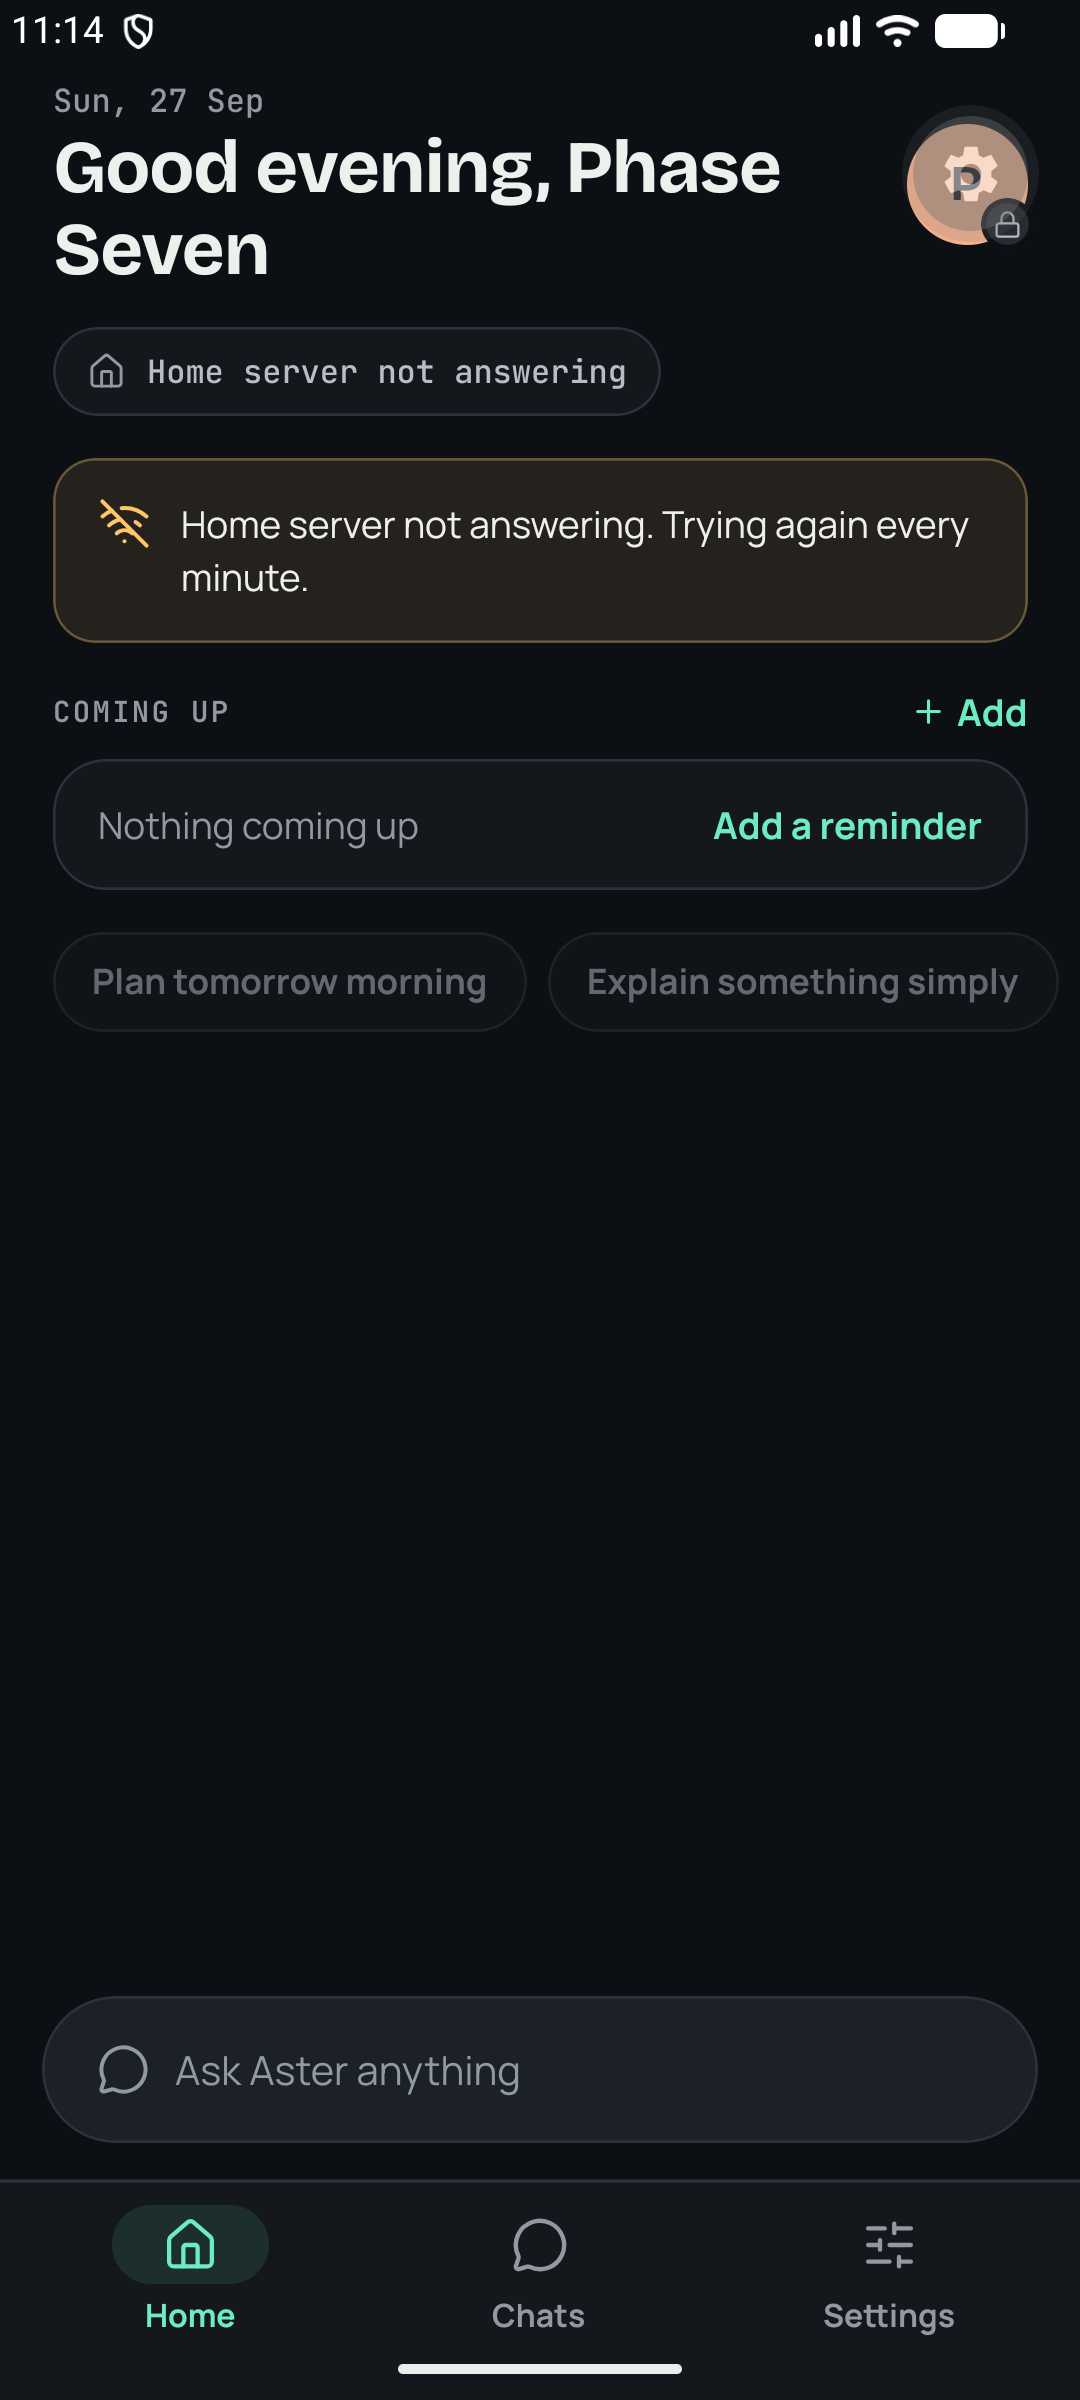 11:14
Sun, 27 Sep
Good evening, Phase
Seven
P
Home server not answering
Home server not answering. Trying again every
minute.
COMING UP
+ Add
Nothing coming up
Add a reminder
Plan tomorrow morning
Explain something simply
Ask Aster anything
Home
Chats
Settings